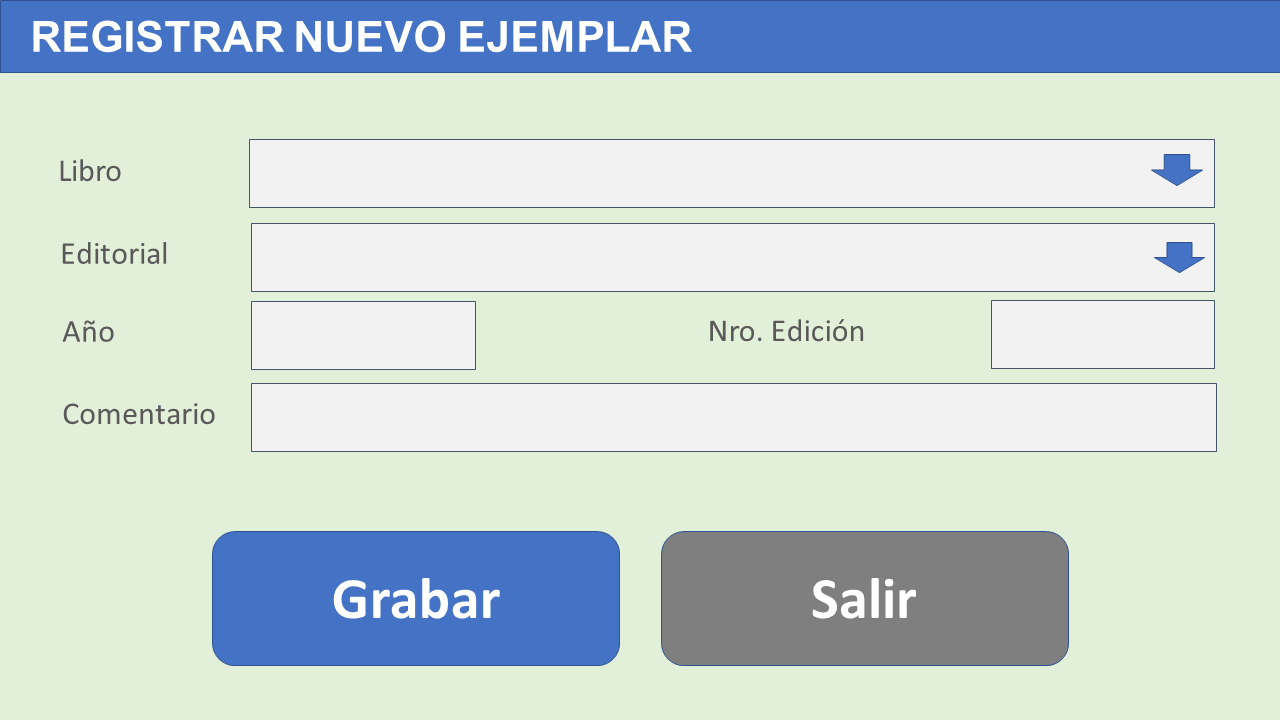 REGISTRAR NUEVO EJEMPLAR
Libro
Editorial
Año
Nro. Edición
Comentario
Grabar
Salir